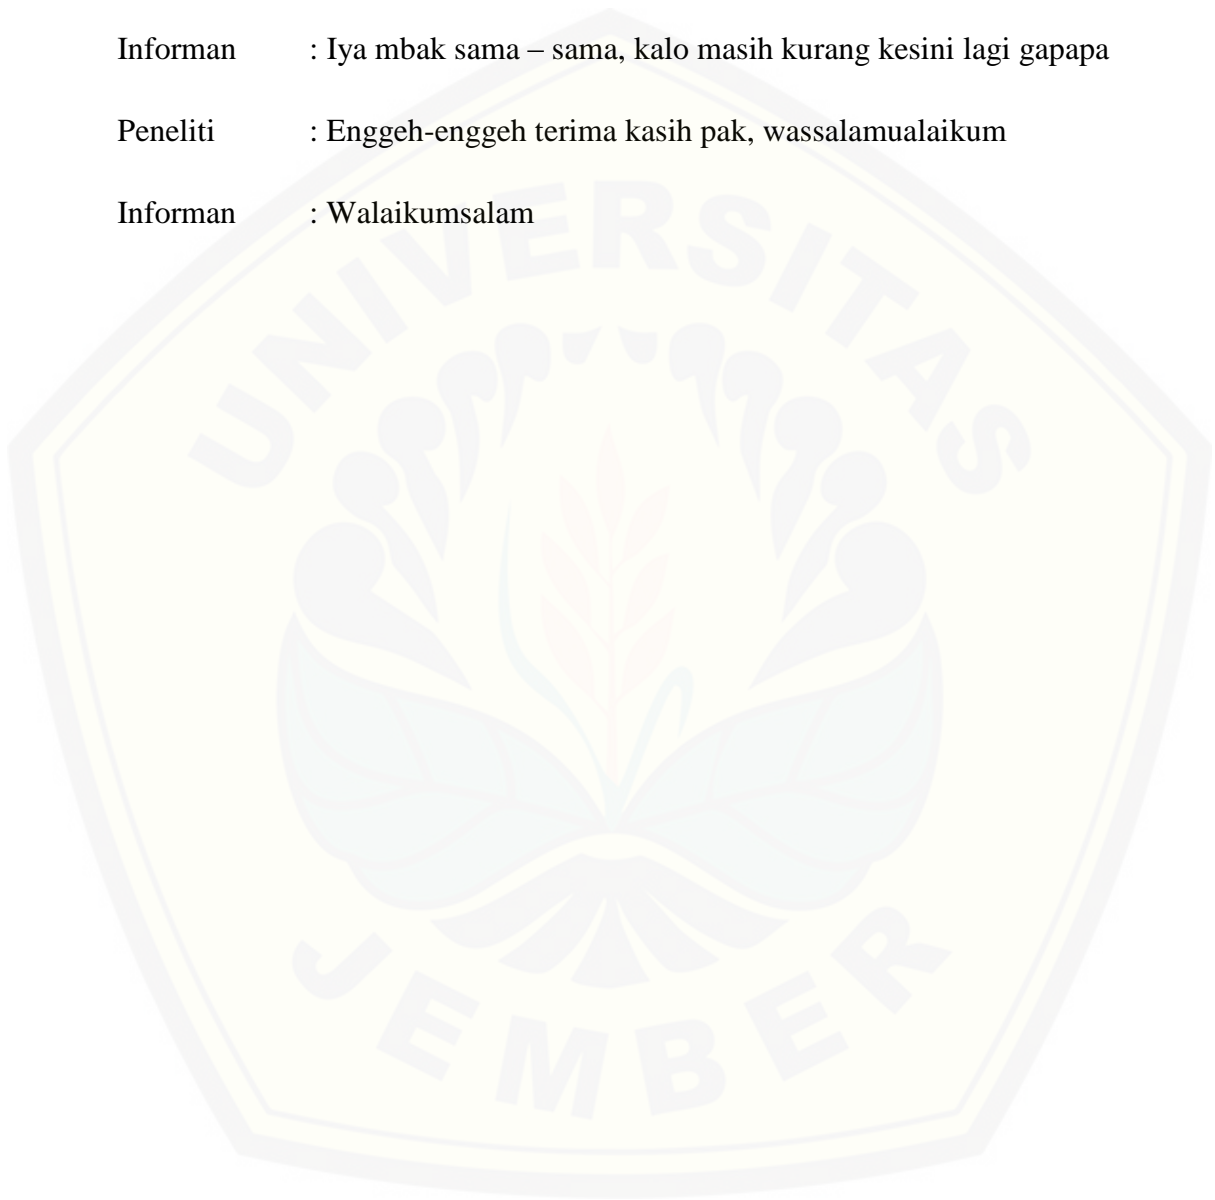 Informan : Iya mbak sama – sama, kalo masih kurang kesini lagi gapapa
Peneliti : Enggeh-enggeh terima kasih pak, wassalamualaikum
Informan : Walaikumsalam
UNIVERSITAS
JEMBER